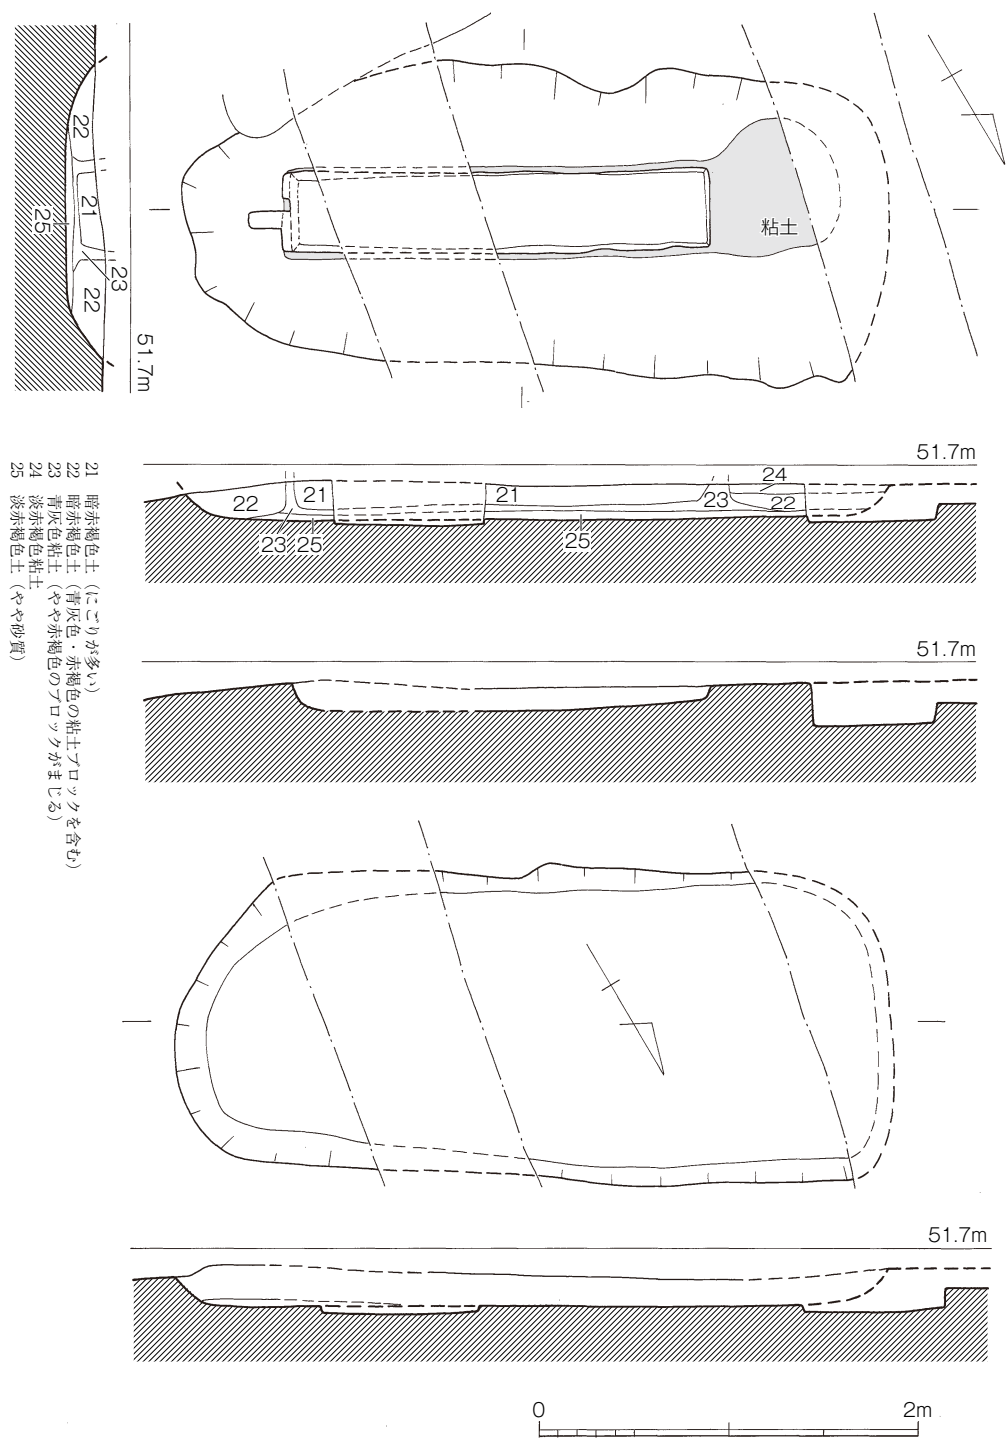 22
21
25
23
22
51.7m
粘土
51.7m
24
22
21
21
23
22
23
25
25
21 暗赤褐色土（にごりが多い）
22 暗赤褐色土（青灰色・赤褐色の粘土ブロックを含む）
23 青灰色粘土（やや赤褐色のブロックがまじる）
24 淡赤褐色粘土
25 淡赤褐色土（やや砂質）
51.7m
51.7m
0
2m